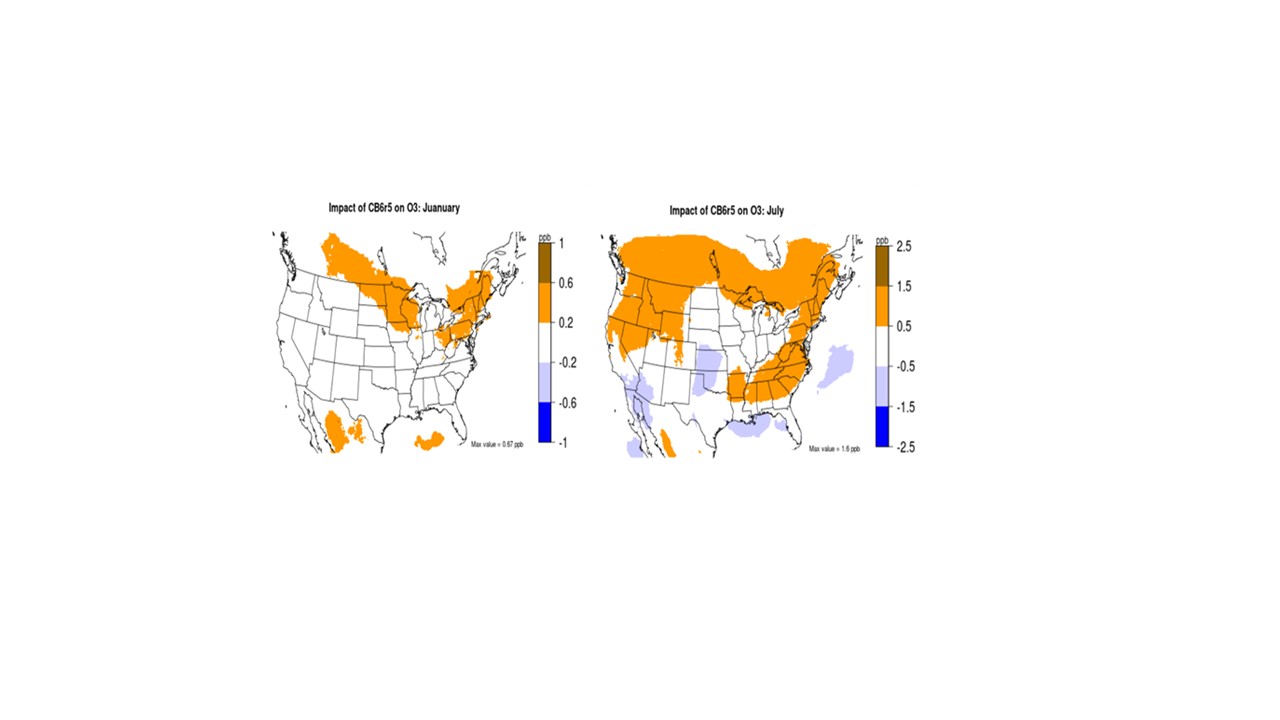 Impact of CB6r5 on O3: Juanuary
ppb
1
0.6
0.2
-0.2
-0.6
-1
Max value = 0.67 ppb
Impact of CB6r5 on O3: July
ppb
2.5
1.5
0.5
-0.5
-1.5
-2.5
Max value = 1.6 ppb